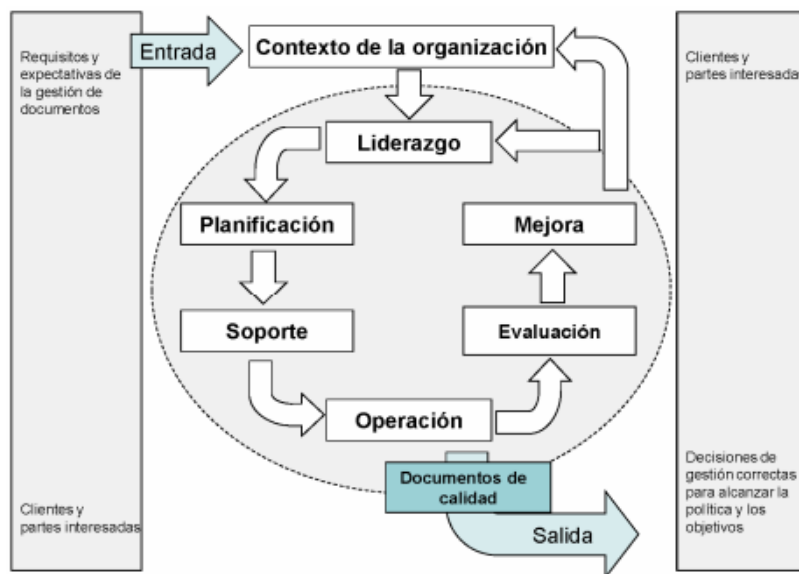 Requisitos y
expectativas de
la gestión de
documentos
Clientes y
partes interesadas
Entrada
Contexto de la organización
Liderazgo
Planificación
Mejora
Soporte
Evaluación
Operación
Documentos de
calidad
Salida
Clientes y
partes interesada
Decisiones de
gestión correctas
para alcanzar la
política y los
objetivos